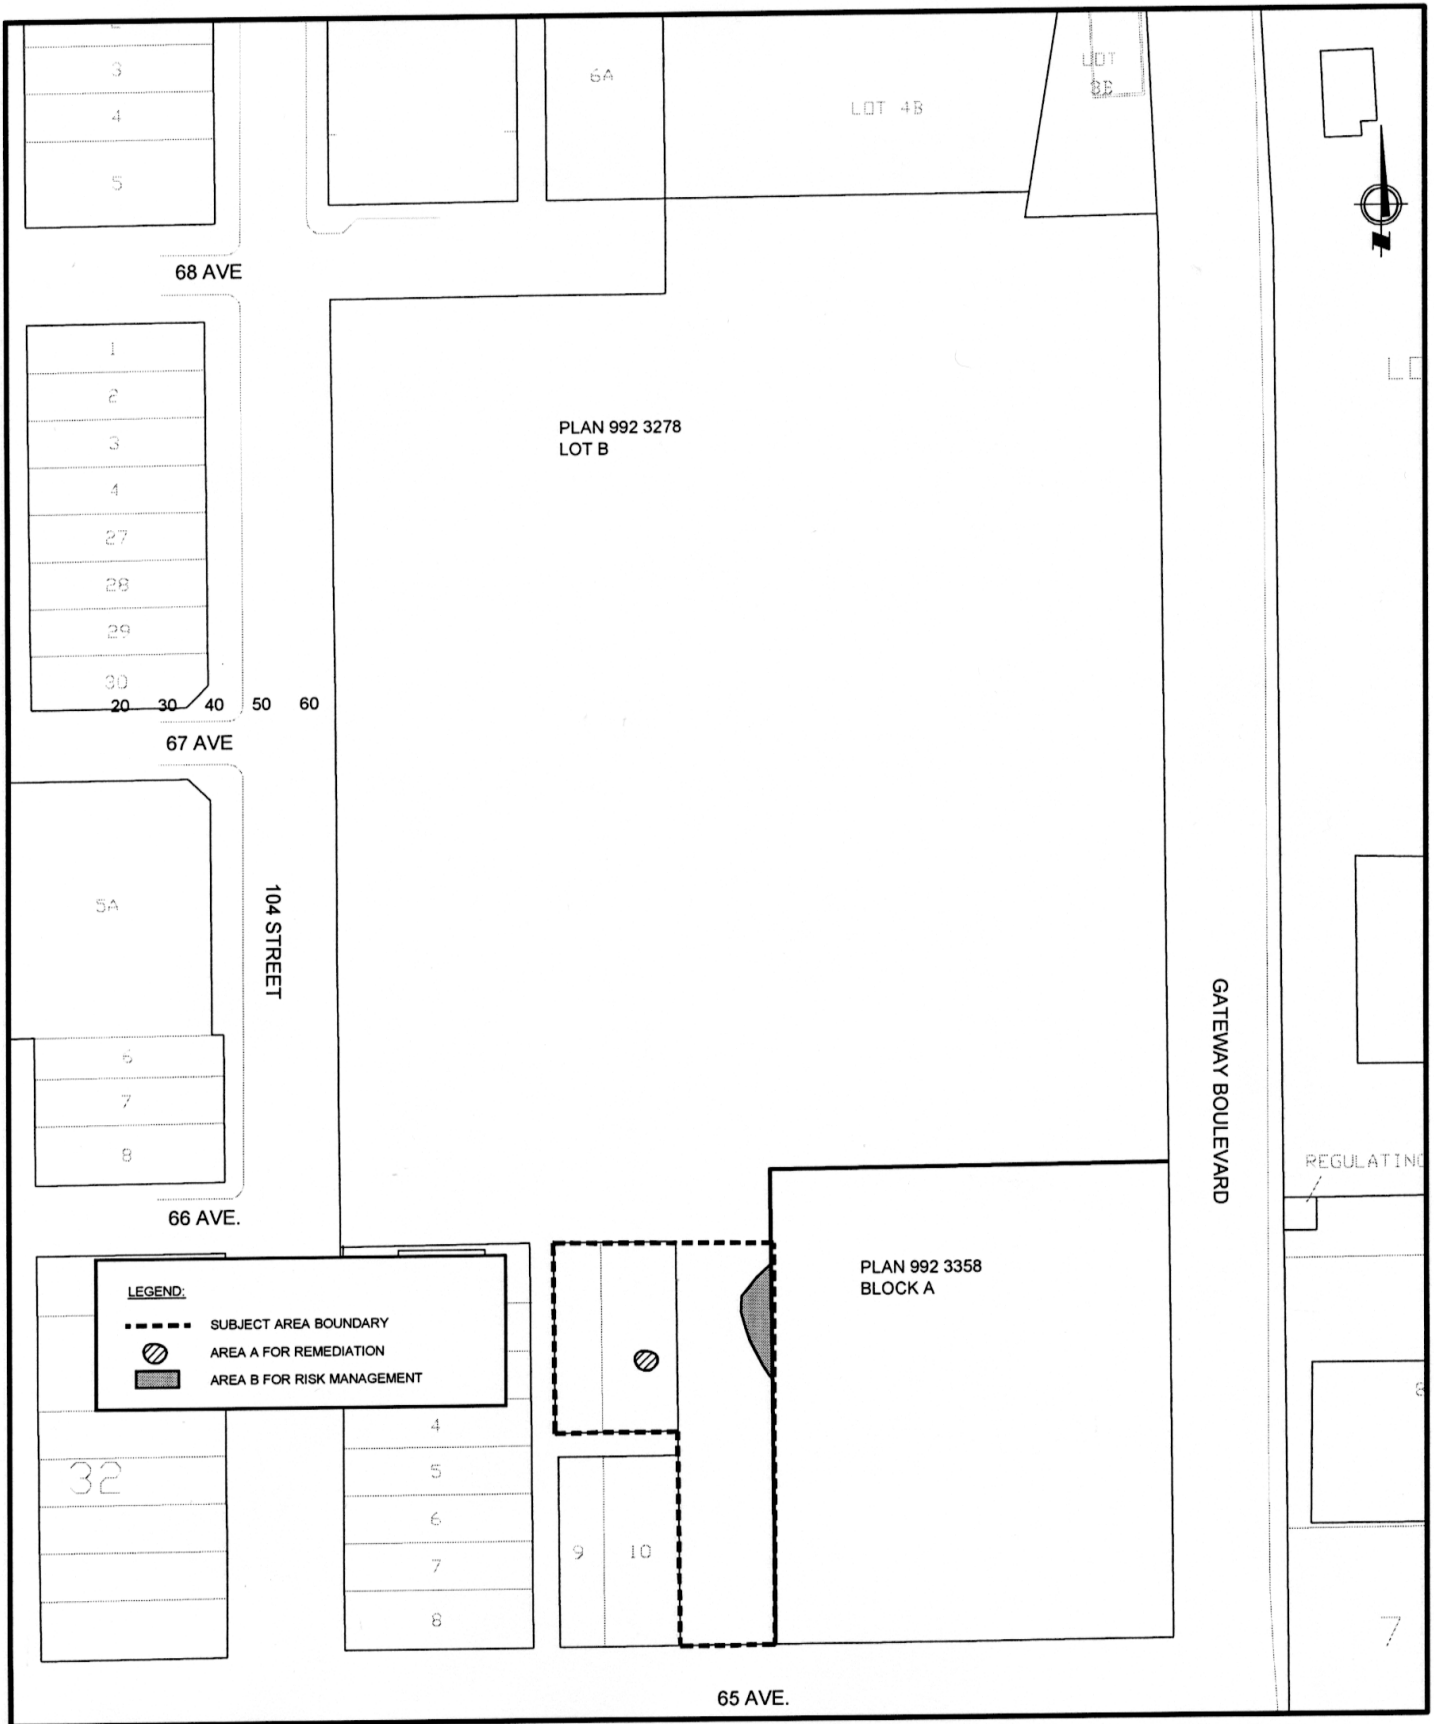 3
4
5
6A
LOT 4B
LOT
68 AVE
1
2
3
4
27
28
29
30
20 30 40 50 60
67 AVE
PLAN 992 3278
LOT B
5A
104 STREET
GATEWAY BOULEVARD
6
7
8
66 AVE.
REGULATING
PLAN 992 3358
BLOCK A
LEGEND:
SUBJECT AREA BOUNDARY
AREA A FOR REMEDIATION
AREA B FOR RISK MANAGEMENT
32
4
5
6
7
8
9
10
7
65 AVE.
N